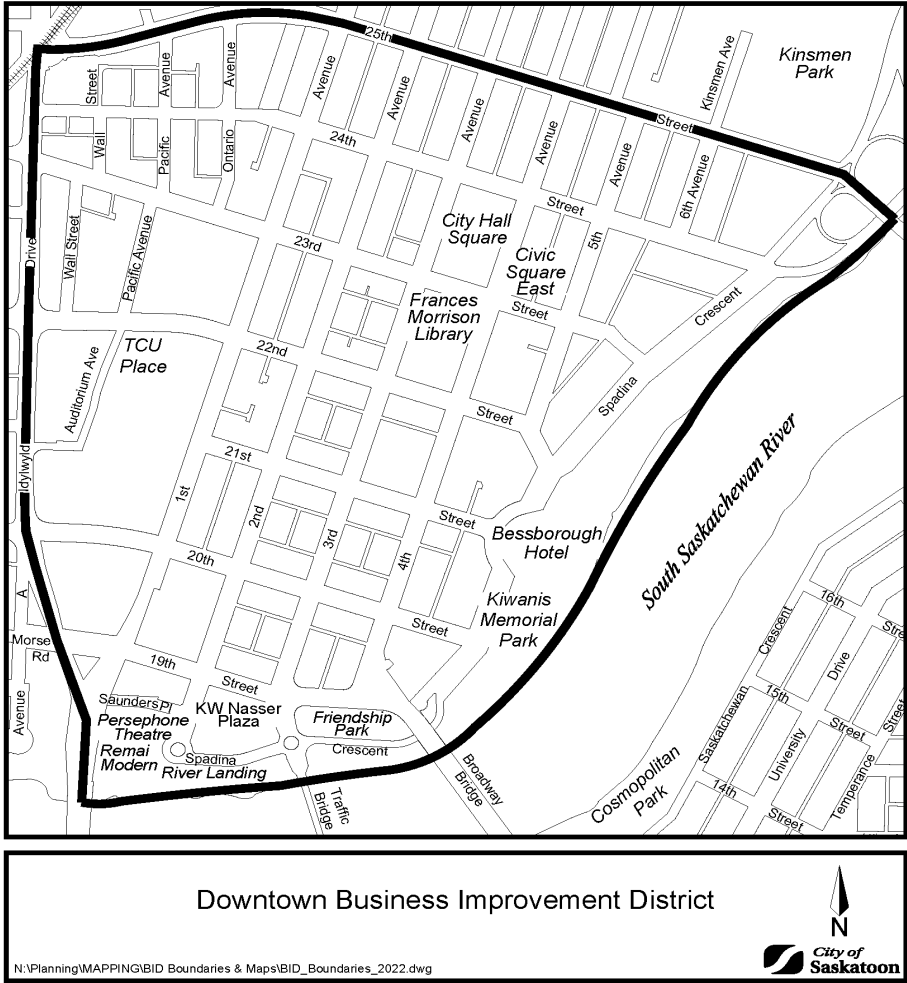 25th
Street
Kinsmen Ave
Kinsmen
Park
Street
Avenue
Avenue
Avenue
Avenue
Avenue
Avenue
Avenue
6th Avenue
24th
Street
Wall
Pacific
Ontario
5th
City Hall
Square
Civic
Square
East
Drive
Wall Street
Pacific Avenue
23rd
Street
Frances
Morrison
Library
Crescent
Spadina
TCU
Place
22nd
Street
Auditorium Ave
Idylwyld
21st
Street
1st
2nd
3rd
4th
Bessborough
Hotel
South Saskatchewan River
20th
Street
Kiwanis
Memorial
Park
A
Morse
Rd
Avenue
19th
Street
Saunders Pl
Persephone
Theatre
Remai
Modern
KW Nasser
Plaza
Friendship
Park
Spadina
Crescent
River Landing
Traffic
Bridge
Broadway
Bridge
Cosmopolitan
Park
16th
Stre
Crescent
Drive
15th
Street
Street
Saskatchewan
University
Temperance
14th
Street
Downtown Business Improvement District
N
N:\Planning\MAPPING\BID Boundaries & Maps\BID_Boundaries_2022.dwg
City of
Saskatoon